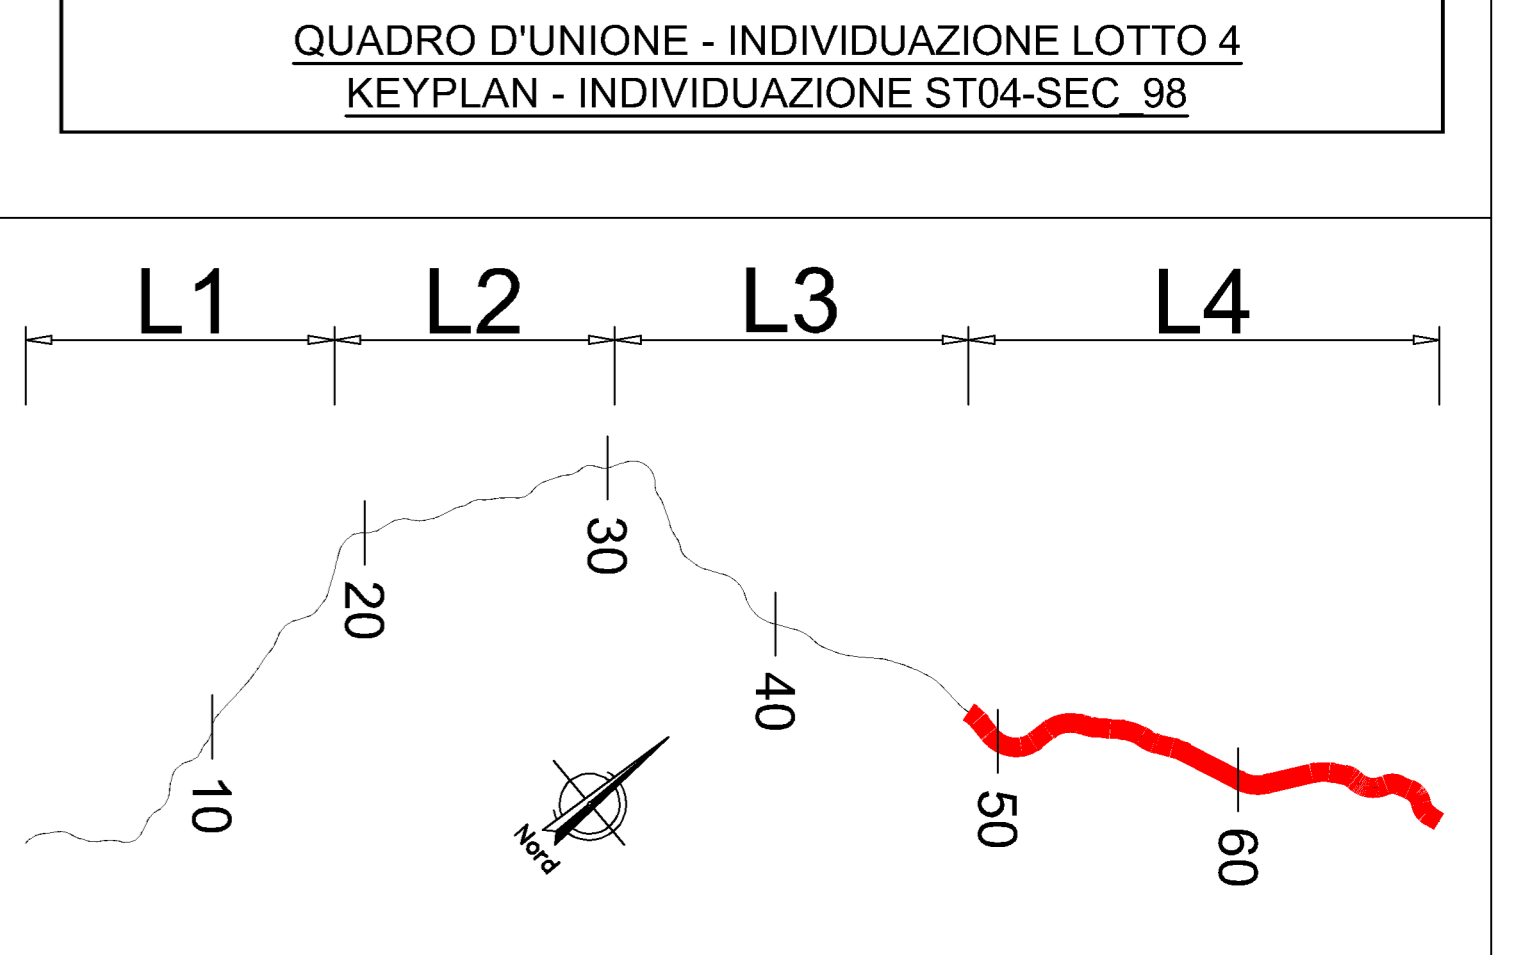 QUADRO D'UNIONE - INDIVIDUAZIONE LOTTO 4
KEYPLAN - INDIVIDUAZIONE ST04-SEC_98
L1
L2
L3
L4
30
20
40
10
50
60
Nord